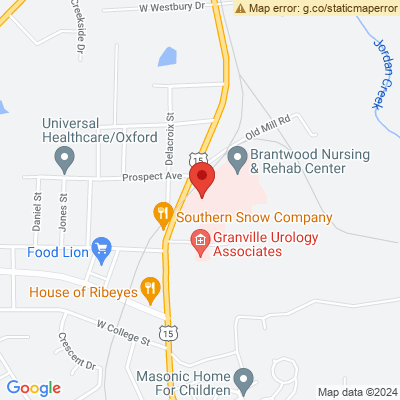 Map error: g.co/staticmaperror
W Westbury Dr
Creekside Dr
Jordan Creek
Delacroix St
Old Mill Rd
Universal
Healthcare/Oxford
15
Brantwood Nursing
& Rehab Center
Prospect Ave
Daniel St
Jones St
Southern Snow Company
Granville Urology
Associates
Food Lion
House of Ribeyes
15
W College St
Crescent Dr
Masonic Home
For Children
Google
Map data ©2024